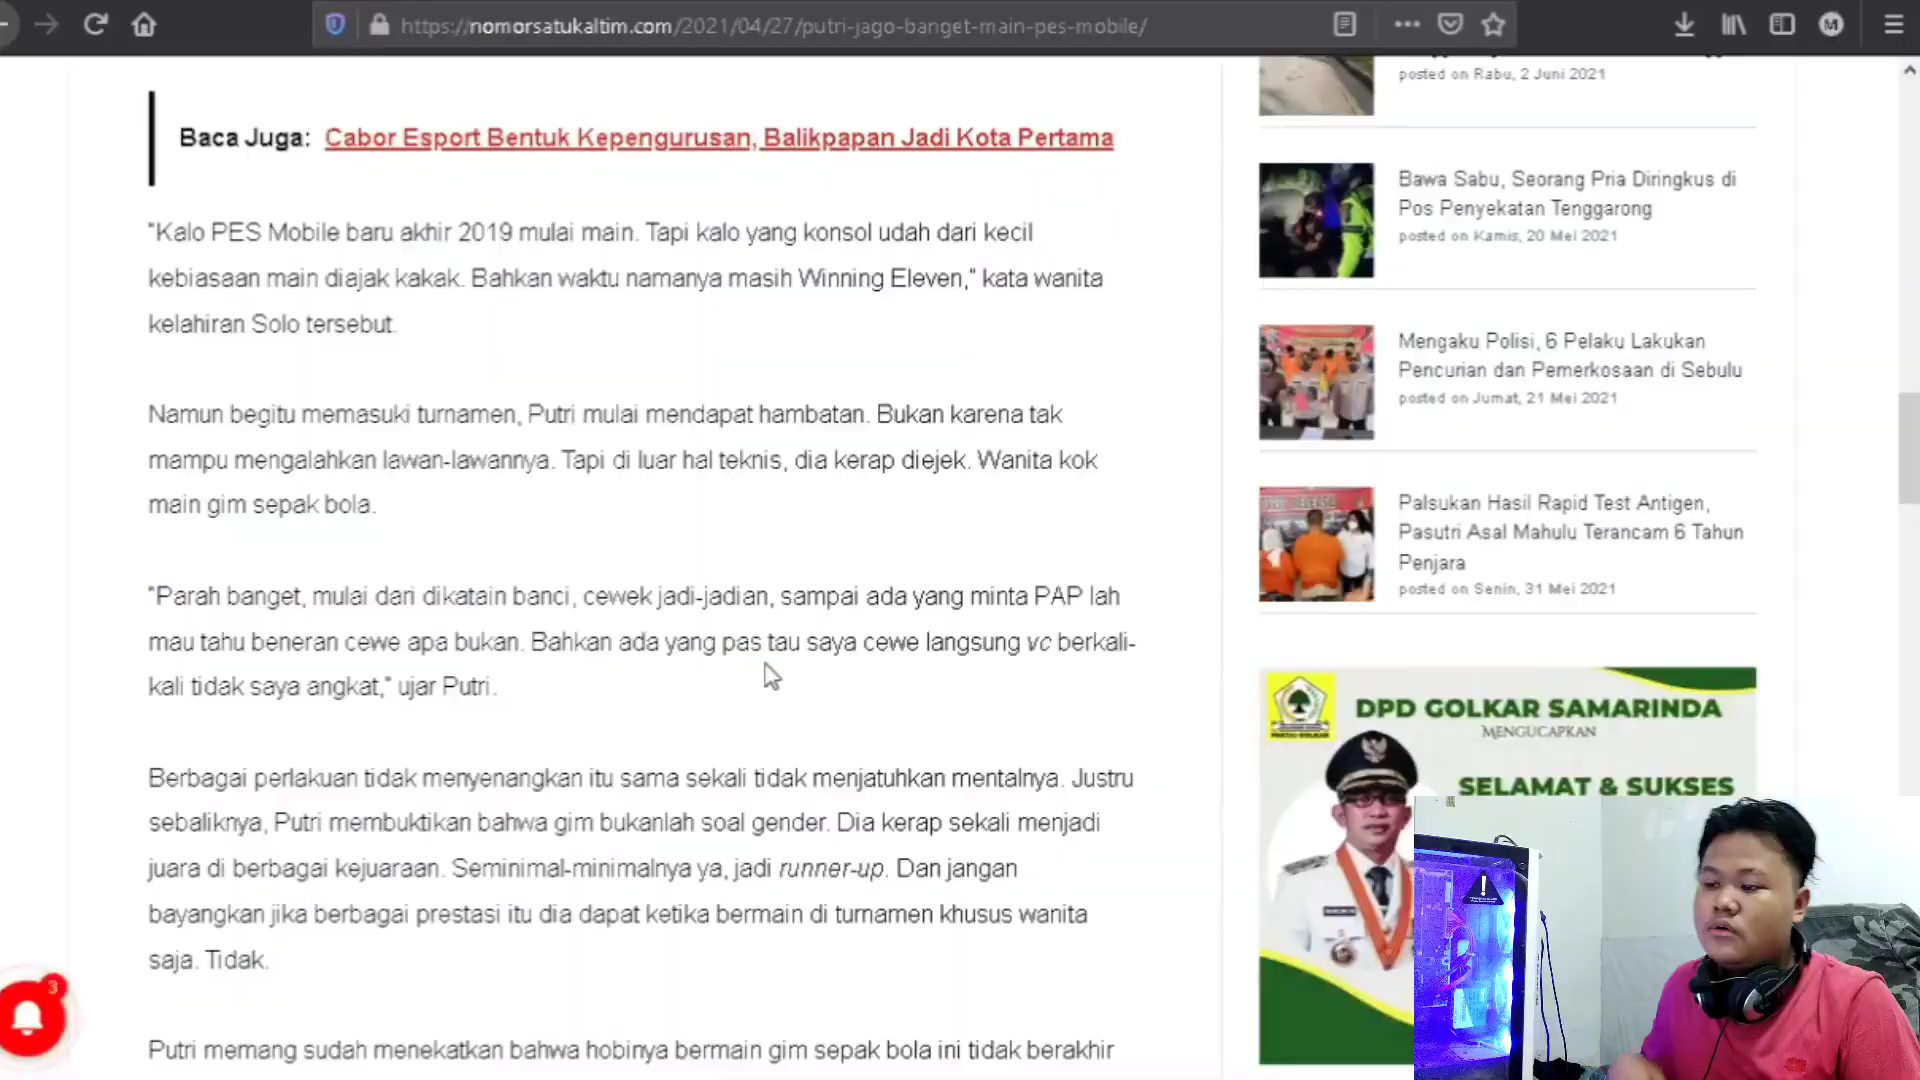 https://nomorsatukaltim.com/2021/04/27/putri-jago-banget-main-pes-mobile/
M
Baca Juga: Cabor Esport Bentuk Kepengurusan, Balikpapan Jadi Kota Pertama
"Kalo PES Mobile baru akhir 2019 mulai main. Tapi kalo yang konsol udah dari kecil
kebiasaan main diajak kakak. Bahkan waktu namanya masih Winning Eleven," kata wanita
kelahiran Solo tersebut.
Namun begitu memasuki turnamen, Putri mulai mendapat hambatan. Bukan karena tak
mampu mengalahkan lawan-lawannya. Tapi di luar hal teknis, dia kerap diejek. Wanita kok
main gim sepak bola.
"Parah banget, mulai dari dikatain banci, cewek jadi-jadian, sampai ada yang minta PAP lah
mau tahu beneran cewe apa bukan. Bahkan ada yang pas tau saya cewe langsung vc berkali-
kali tidak saya angkat," ujar Putri.
Berbagai perlakuan tidak menyenangkan itu sama sekali tidak menjatuhkan mentalnya. Justru
sebaliknya, Putri membuktikan bahwa gim bukanlah soal gender. Dia kerap sekali menjadi
juara di berbagai kejuaraan. Seminimal-minimalnya ya, jadi runner-up. Dan jangan
bayangkan jika berbagai prestasi itu dia dapat ketika bermain di turnamen khusus wanita
saja. Tidak.
Putri memang sudah menekatkan bahwa hobinya bermain gim sepak bola ini tidak berakhir
3
posted on Rabu, 2 Juni 2021
Bawa Sabu, Seorang Pria Diringkus di
Pos Penyekatan Tenggarong
posted on Kamis, 20 Mei 2021
Mengaku Polisi, 6 Pelaku Lakukan
Pencurian dan Pemerkosaan di Sebulu
posted on Jumat, 21 Mei 2021
Palsukan Hasil Rapid Test Antigen,
Pasutri Asal Mahulu Terancam 6 Tahun
Penjara
posted on Senin, 31 Mei 2021
DPD GOLKAR SAMARINDA
MENGUCAPKAN
SELAMAT & SUKSES